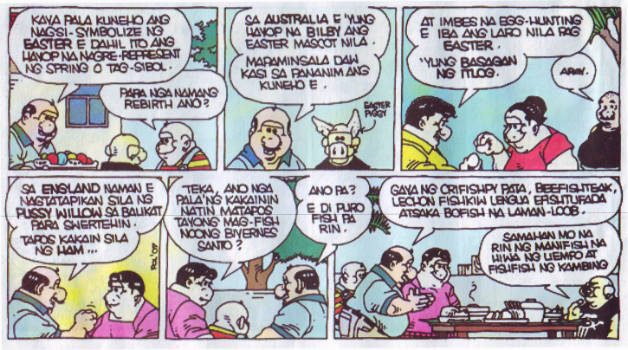 KAYA PALA KUNEHO ANG
NAGSI-SYMBOLIZE NG
EASTER E DAHIL ITO ANG
HAYOP NA NAGRE-REPRESENT
NG SPRING O TAG-SIBOL.
PARA NGA NAMANG
REBIRTH ANO?
SA AUSTRALIA E 'YUNG
HAYOP NA BILBY ANG
EASTER MASCOT NILA.
MAPAMINSALA DAW
KASI SA PANANIM ANG
KUNEHO E.
EASTER
PIGGY
AT IMBES NA EGG-HUNTING
E IBA ANG LARO NILA PAG
EASTER.
'YUNG BASAGAN
NG ITLOG.
ARAY.
SA ENGLAND NAMAN E
NAGTATAPIKAN SILA NG
PUSSY WILLOW SA BALIKAT
PARA SWERTEHIN.
TAPOS KAKAIN SILA
NG HAM...
TEKA, ANO NGA
PALA'NG KAKAININ
NATIN MATAPOS
TAYONG MAG-FISH
NOONG BIYERNES
SANTO?
ANO PA?
E DI PURO
FISH PA
RIN.
GAYA NG CRIFISHPY PATA, BEEFISHTEAK,
LECHON FISHKIW LENGUA EFISHTUFADA
ATSAKA BOFISH NA LAMAN-LOOB.
SAMAHAN MO NA
RIN NG MANIFISH NA
HIWA NG LIEMPO AT
FISHFISH NG KAMBING